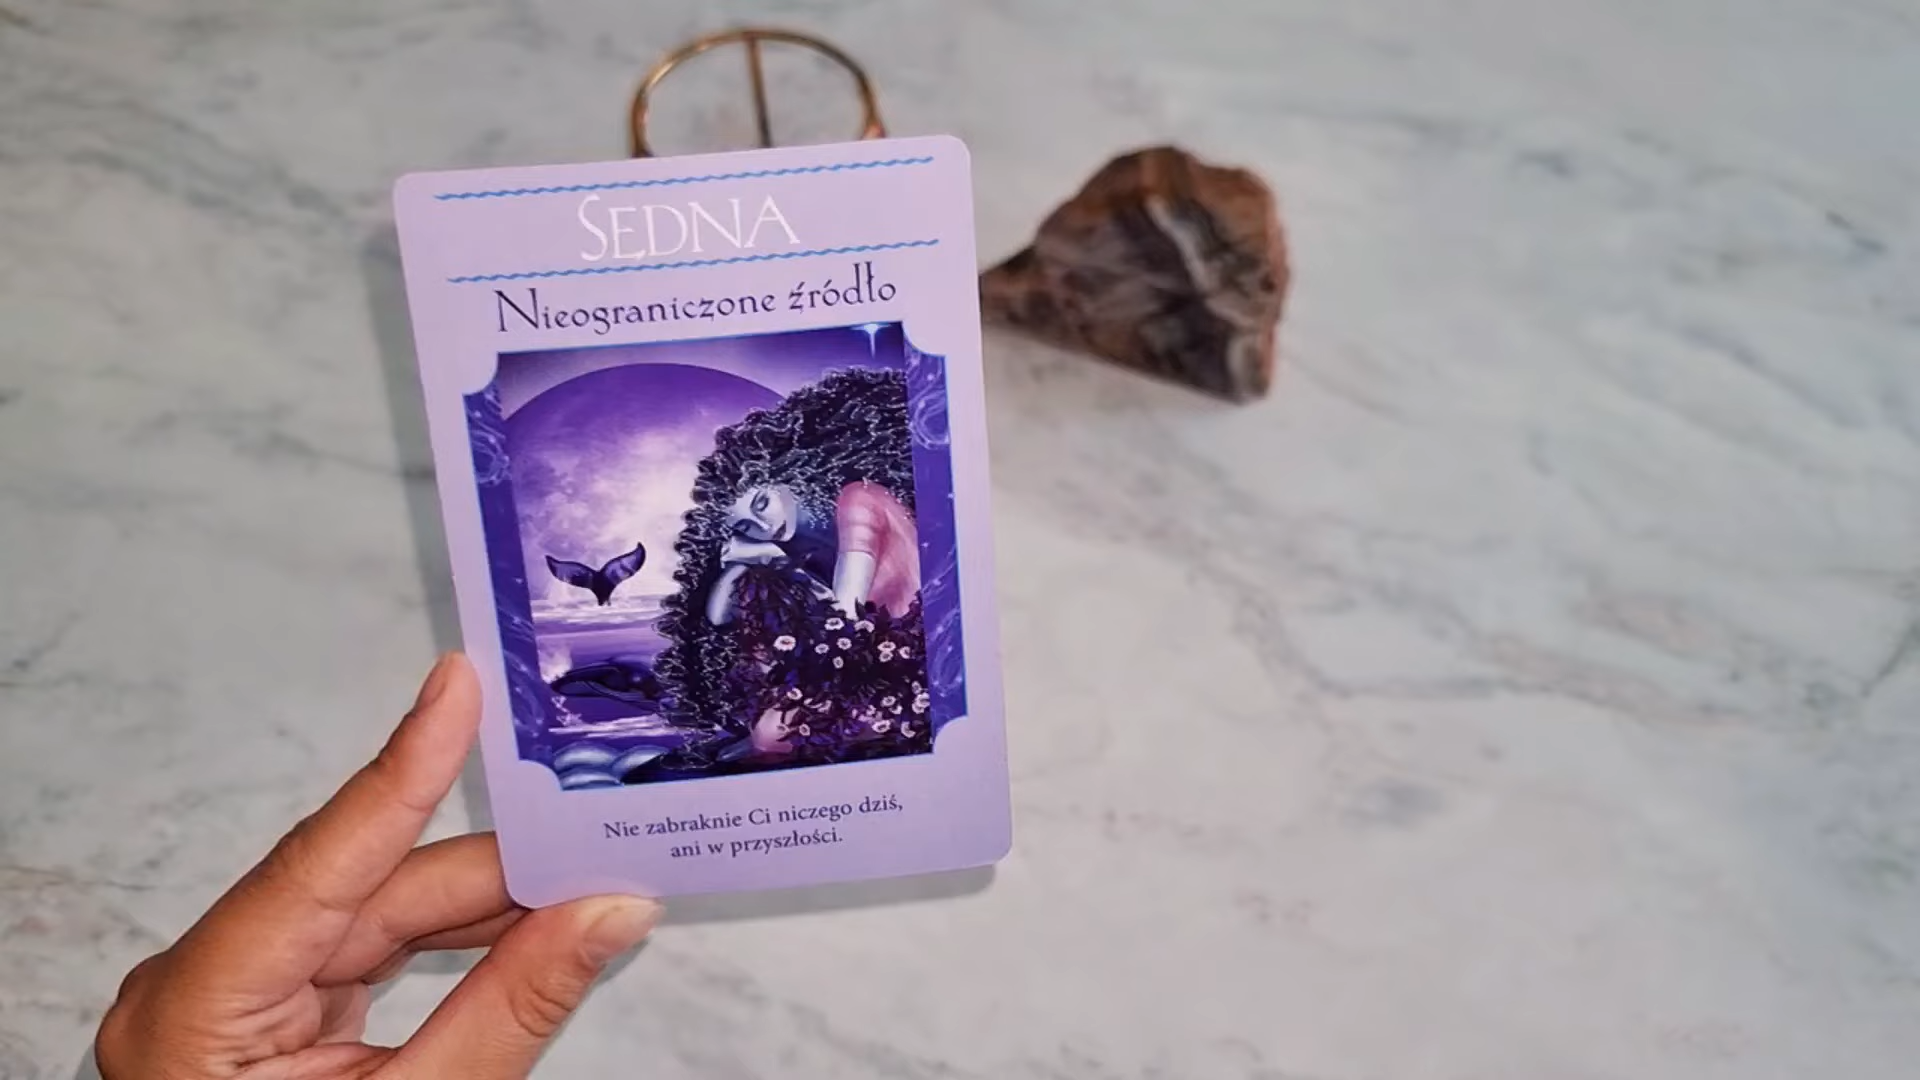 SEDNA
Nieograniczone źródło
Nie zabraknie Ci niczego dziś,
ani w przyszłości.